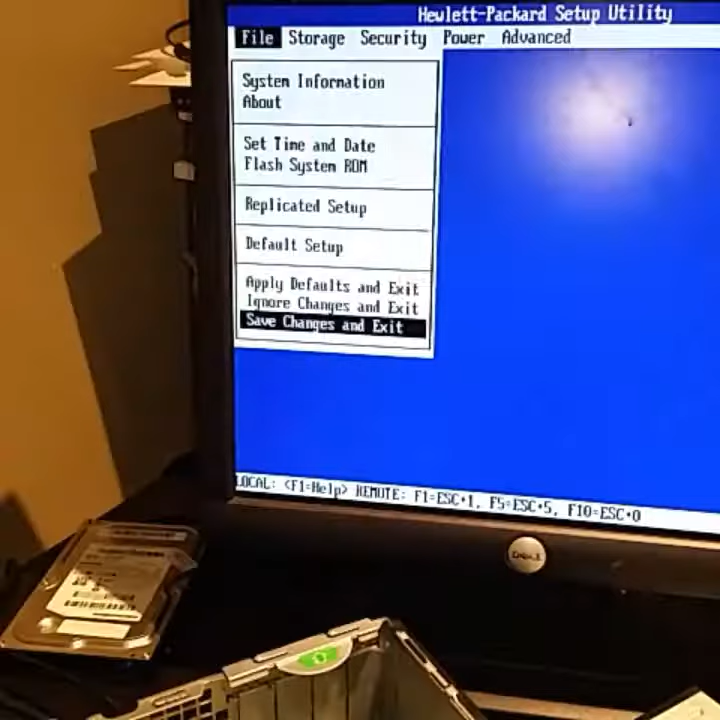 Hewlett-Packard Setup Utility
File Storage Security Power Advanced
System Information
About
Set Time and Date
Flash System ROM
Replicated Setup
Default Setup
Apply Defaults and Exit
Ignore Changes and Exit
Save Changes and Exit
LOCAL: <F1=Help> REMOTE: F1=ESC+1, F5=ESC+5, F10=ESC+0
DELL